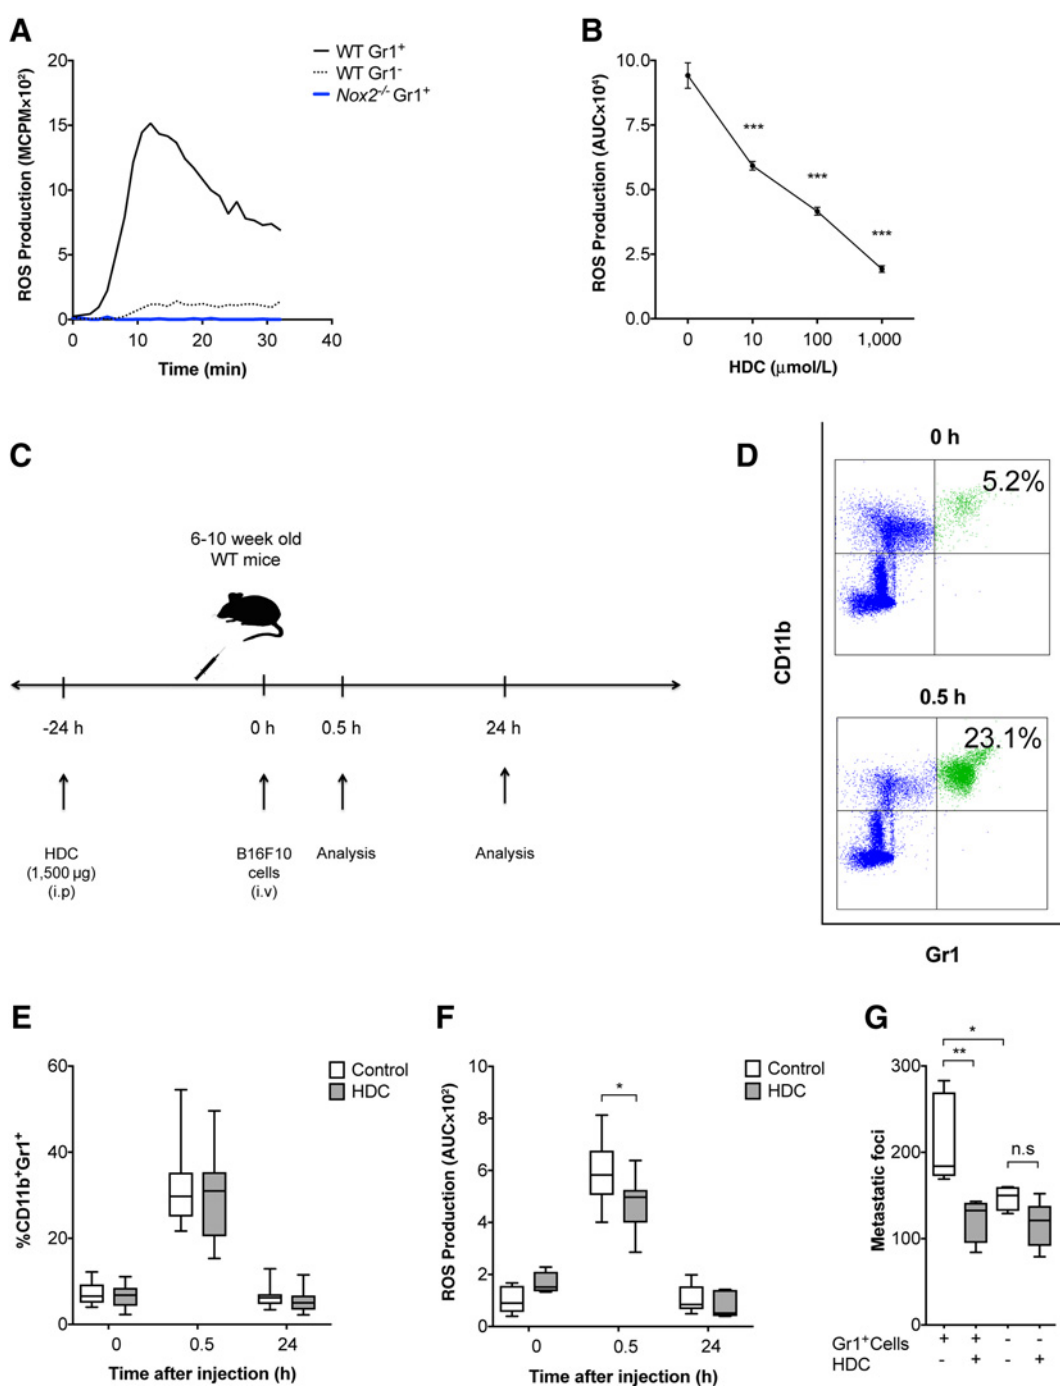 A
20
15
10
5
0
0 10 20 30 40
ROS Production (MCPM×10²)
Time (min)
WT Gr1⁺
WT Gr1⁻
Nox2⁻/⁻ Gr1⁺
B
10.0
7.5
5.0
2.5
0.0
***
***
***
0 10 100 1,000
ROS Production (AUC×10⁴)
HDC (μmol/L)
C
6-10 week old
WT mice
-24 h 0 h 0.5 h 24 h
HDC
(1,500 μg)
(i.p)
B16F10
cells
(i.v)
Analysis
Analysis
D
0 h
5.2%
0.5 h
23.1%
CD11b
Gr1
E
60
40
20
0
0 0.5 24
%CD11b⁺Gr1⁺
Time after injection (h)
Control
HDC
F
10
8
6
4
2
0
*
0 0.5 24
ROS Production (AUC×10²)
Time after injection (h)
Control
HDC
G
*
**
n.s
300
200
100
0
Metastatic foci
Gr1⁺Cells + + - -
HDC - + - +